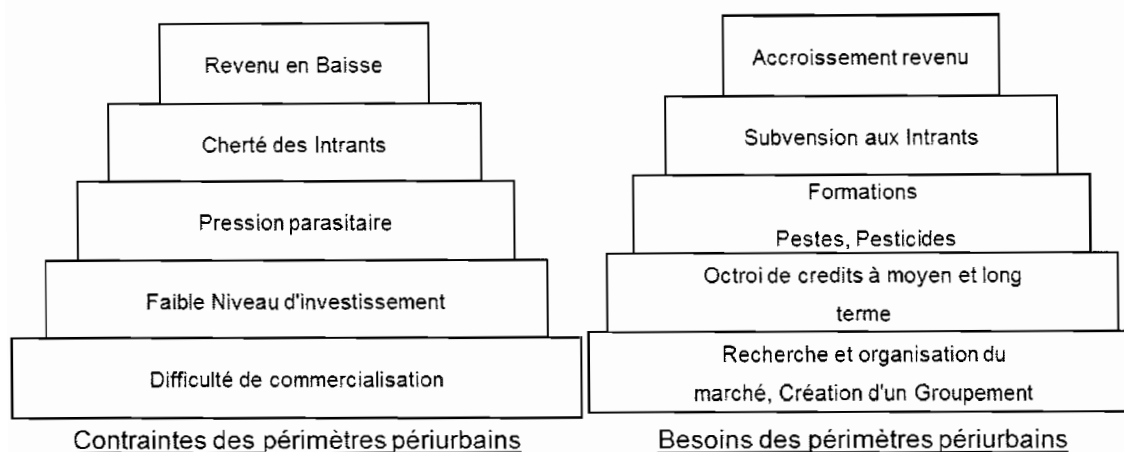 Revenu en Baisse
Cherté des Intrants
Pression parasitaire
Faible Niveau d'investissement
Difficulté de commercialisation
Contraintes des périmètres périurbains
Accroissement revenu
Subvension aux Intrants
Formations
Pestes, Pesticides
Octroi de credits à moyen et long
terme
Recherche et organisation du
marché, Création d'un Groupement
Besoins des périmètres périurbains